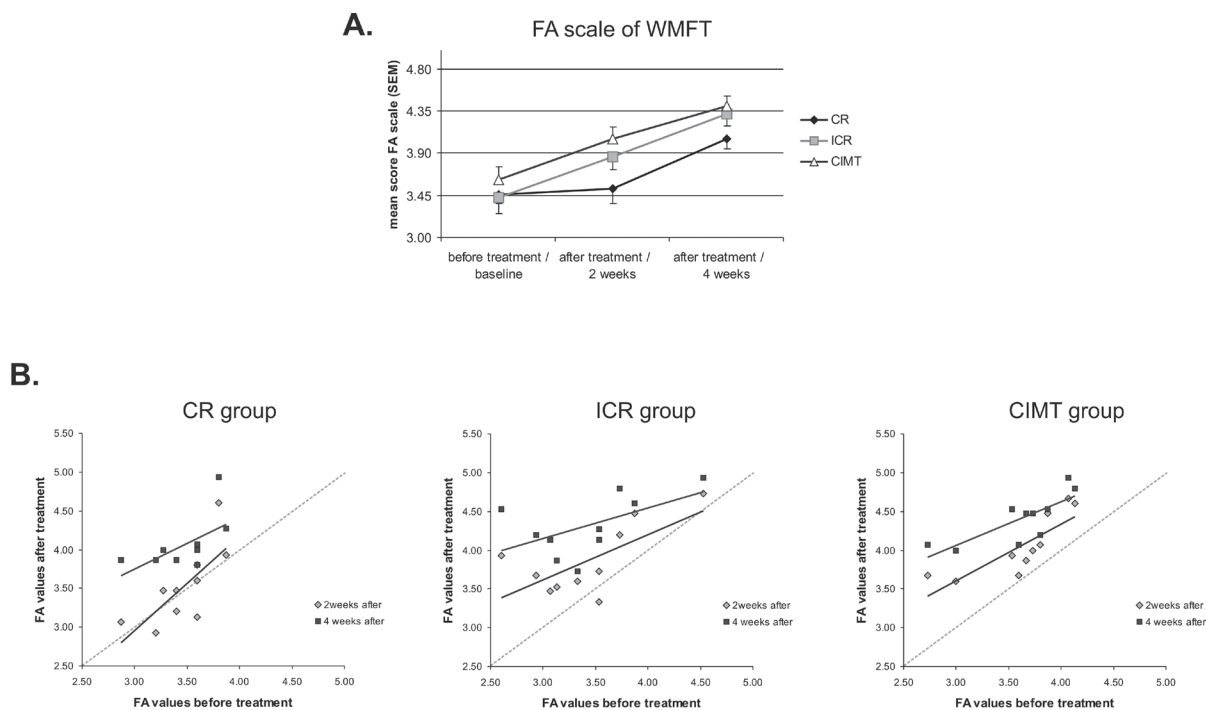 A.
FA scale of WMFT
mean score FA scale (SEM)
4.80
4.35
3.90
3.45
3.00
before treatment /
baseline
after treatment /
2 weeks
after treatment /
4 weeks
CR
ICR
CIMT
B.
CR group
FA values after treatment
5.50
5.00
4.50
4.00
3.50
3.00
2.50
2.50 3.00 3.50 4.00 4.50 5.00
FA values before treatment
2weeks after
4 weeks after
ICR group
FA values after treatment
5.50
5.00
4.50
4.00
3.50
3.00
2.50
2.50 3.00 3.50 4.00 4.50 5.00
FA values before treatment
2weeks after
4 weeks after
CIMT group
FA values after treatment
5.50
5.00
4.50
4.00
3.50
3.00
2.50
2.50 3.00 3.50 4.00 4.50 5.00
FA values before treatment
2weeks after
4 weeks after